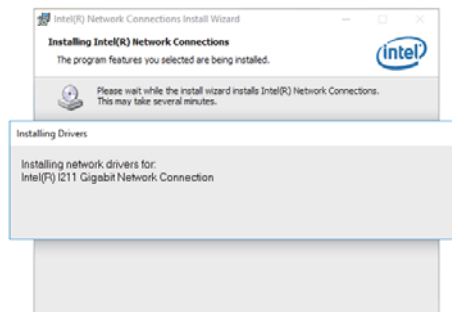 Intel(R) Network Connections Install Wizard
Installing Intel(R) Network Connections
The program features you selected are being installed.
intel
Please wait while the install wizard installs Intel(R) Network Connections.
This may take several minutes.
Installing Drivers
Installing network drivers for:
Intel(R) I211 Gigabit Network Connection